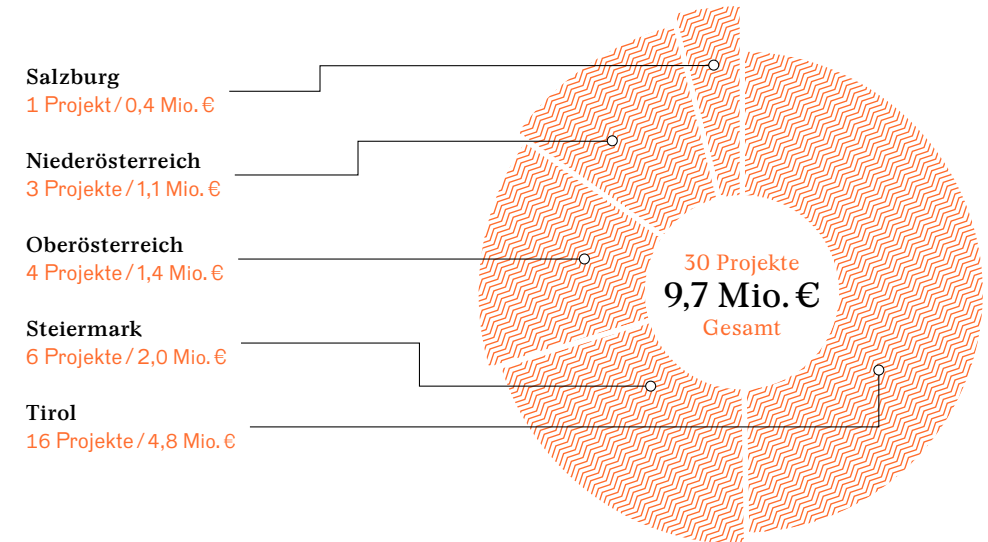 Salzburg
1 Projekt / 0,4 Mio. €
Niederösterreich
3 Projekte / 1,1 Mio. €
Oberösterreich
4 Projekte / 1,4 Mio. €
Steiermark
6 Projekte / 2,0 Mio. €
Tirol
16 Projekte / 4,8 Mio. €
30 Projekte
9,7 Mio. €
Gesamt